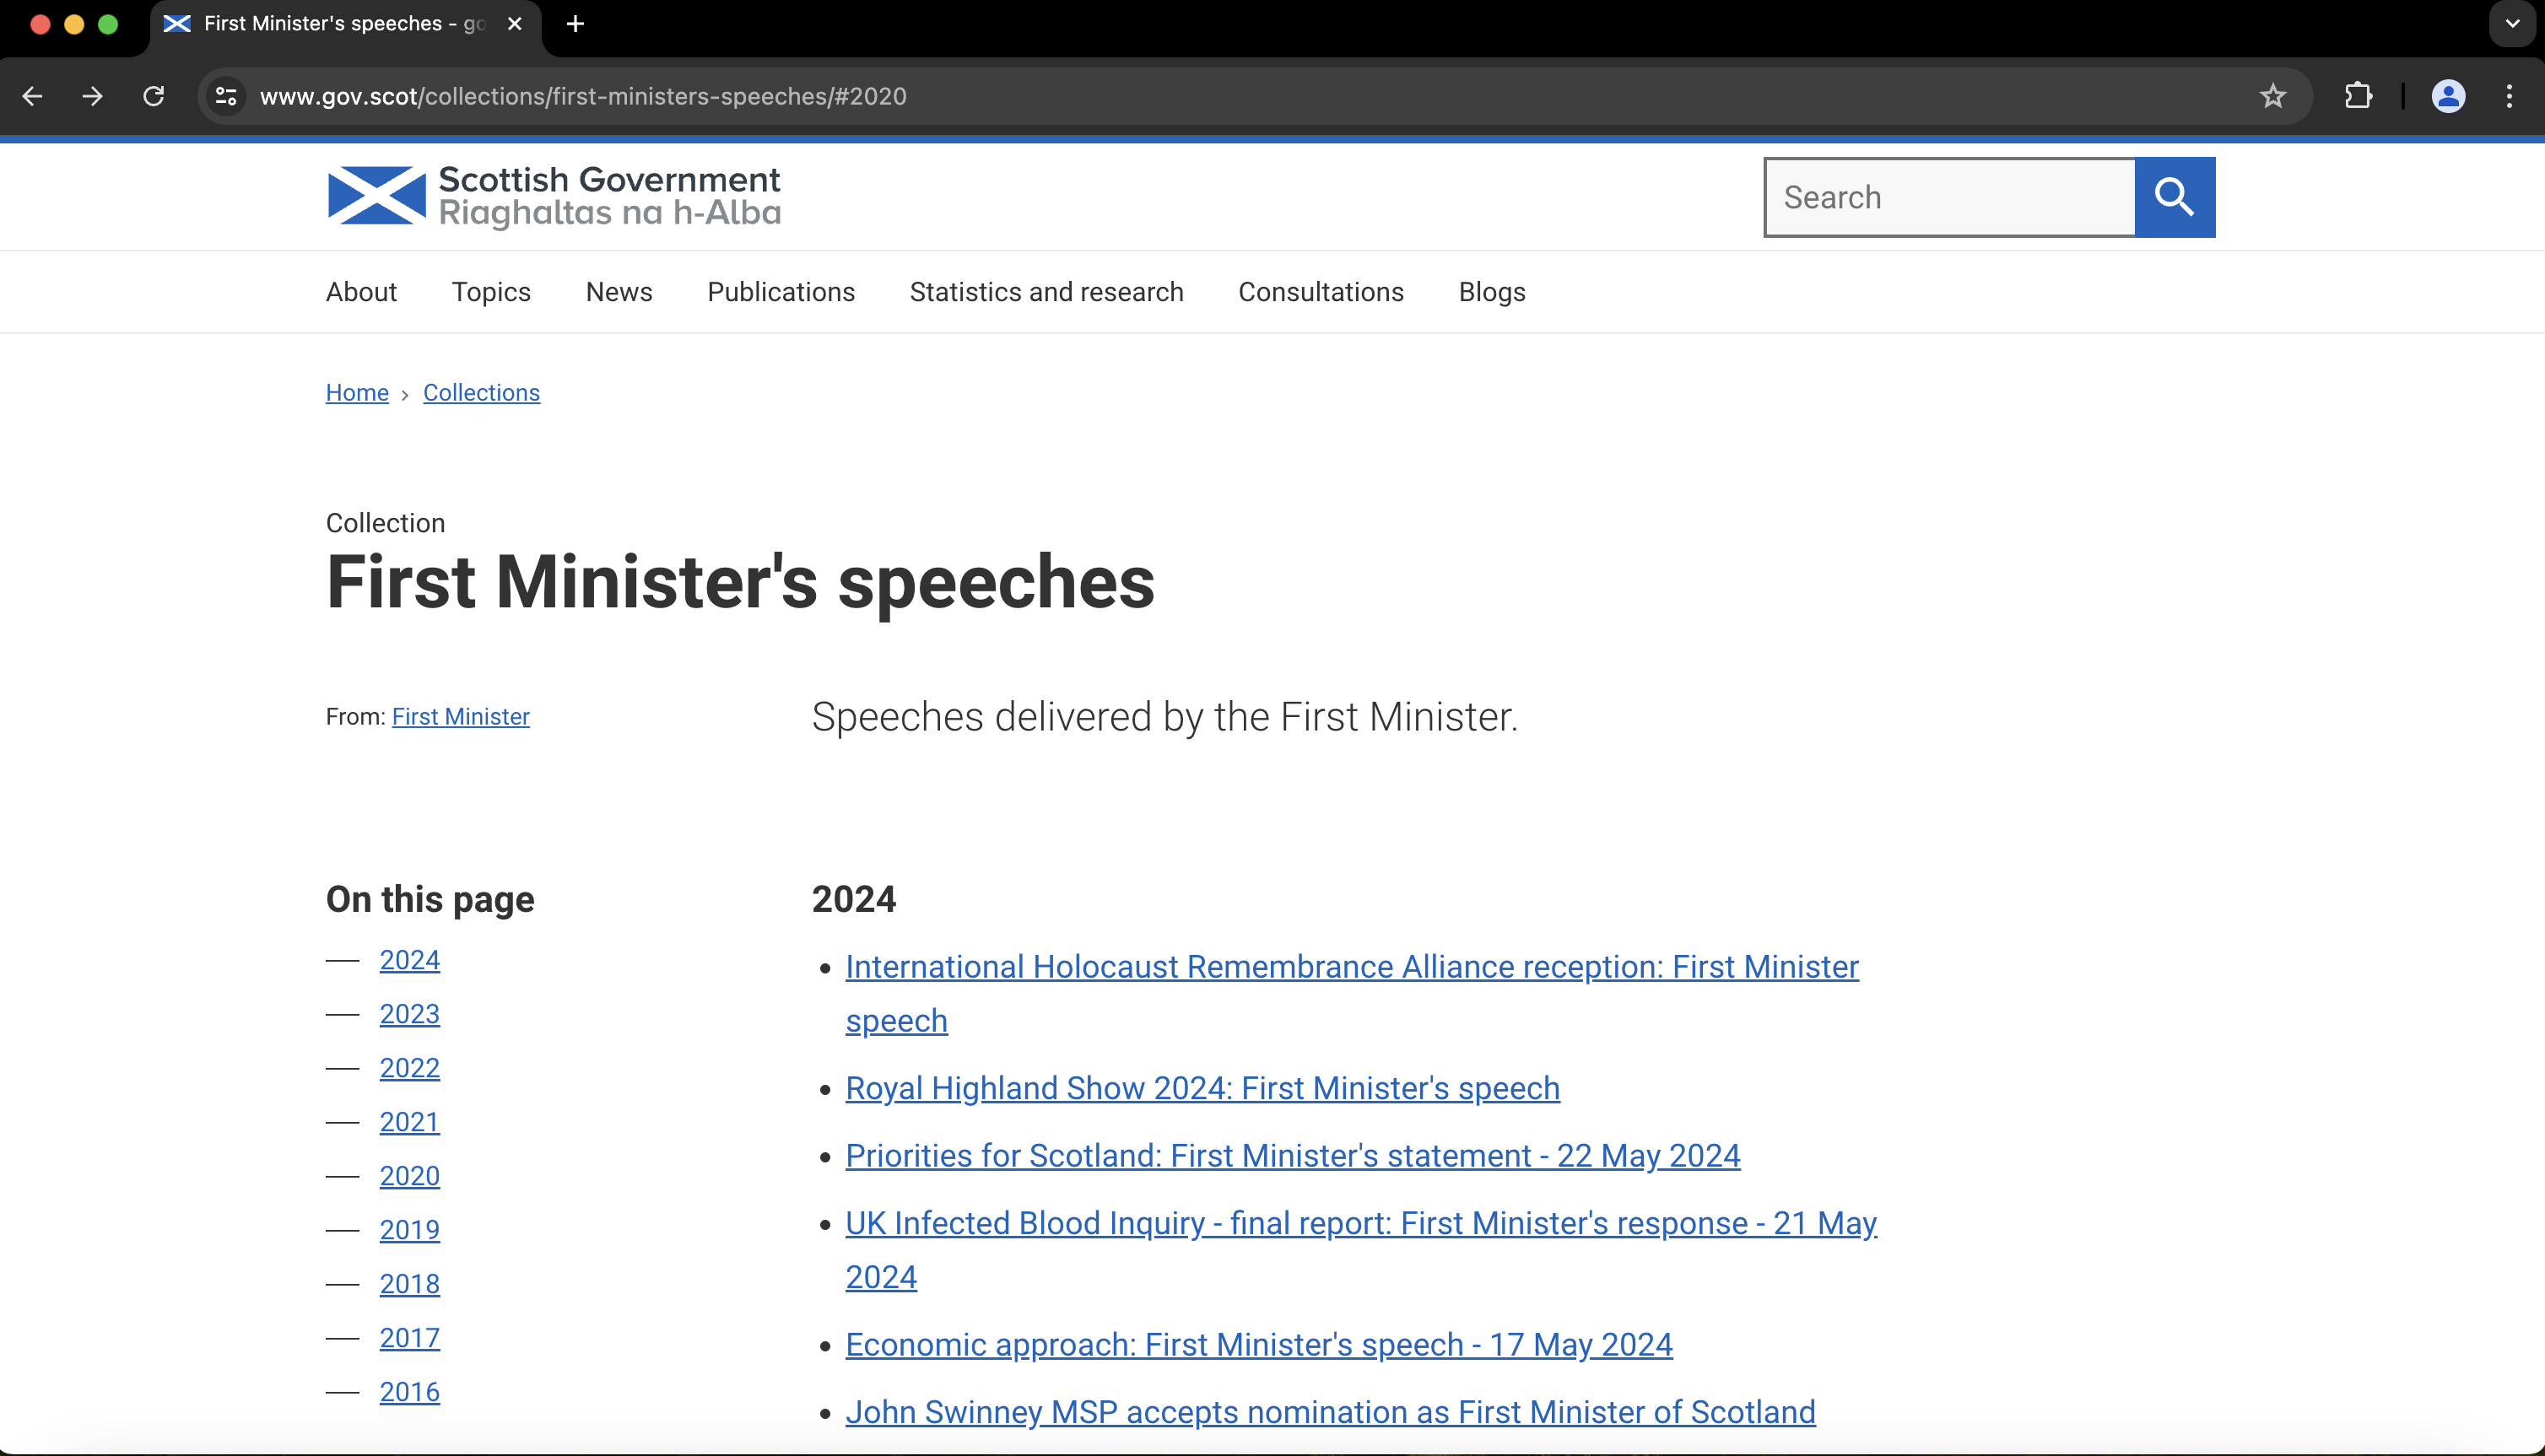 First Minister's speeches - go
www.gov.scot/collections/first-ministers-speeches/#2020
Scottish Government
Riaghaltas na h-Alba
Search
About Topics News Publications Statistics and research Consultations Blogs
Home › Collections
Collection
First Minister's speeches
From: First Minister
Speeches delivered by the First Minister.
On this page
2024
2023
2022
2021
2020
2019
2018
2017
2016
2024
International Holocaust Remembrance Alliance reception: First Minister
speech
Royal Highland Show 2024: First Minister's speech
Priorities for Scotland: First Minister's statement - 22 May 2024
UK Infected Blood Inquiry - final report: First Minister's response - 21 May
2024
Economic approach: First Minister's speech - 17 May 2024
John Swinney MSP accepts nomination as First Minister of Scotland